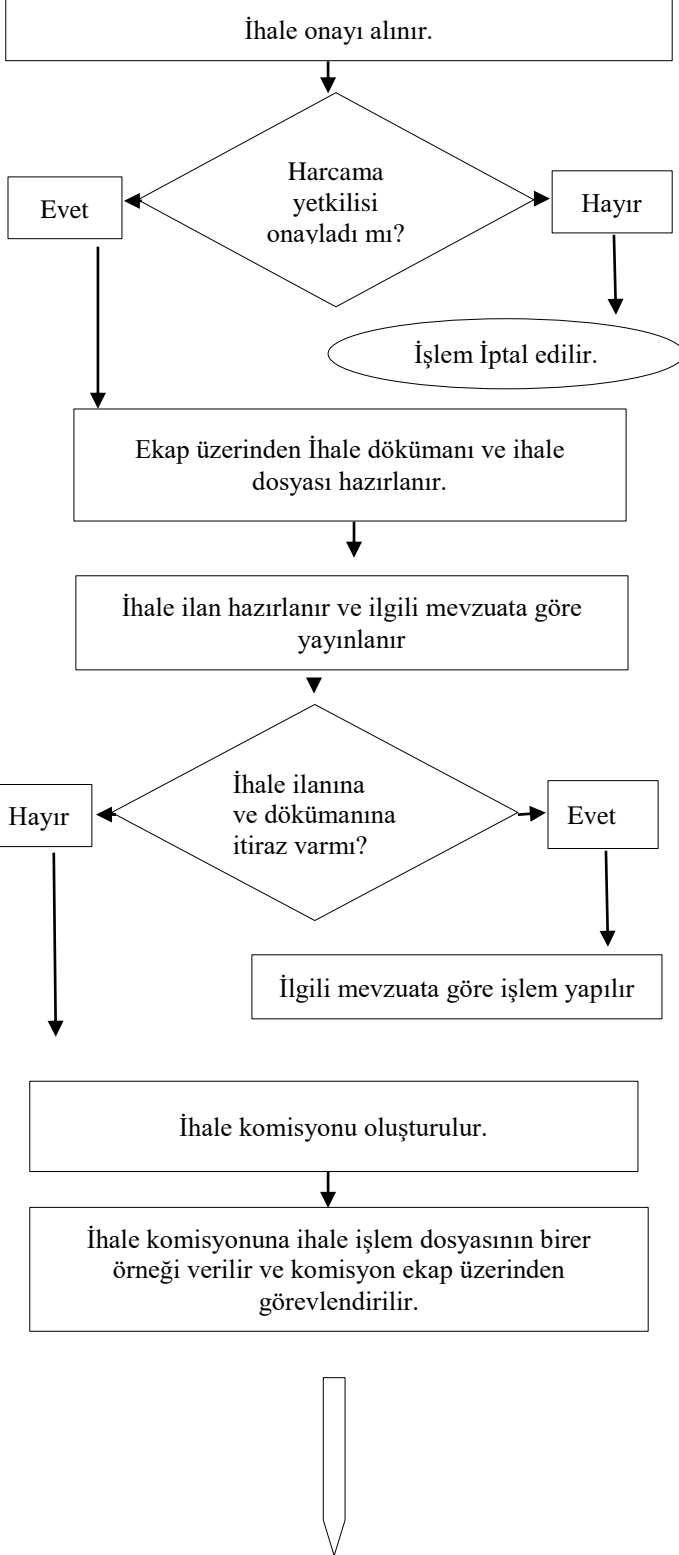 İhale onayı alınır.
Harcama
yetkilisi
onayladı mı?
Evet
Hayır
İşlem İptal edilir.
Ekap üzerinden İhale dökümanı ve ihale
dosyası hazırlanır.
İhale ilan hazırlanır ve ilgili mevzuata göre
yayınlanır
İhale ilanına
ve dökümanına
itiraz varmı?
Hayır
Evet
İlgili mevzuata göre işlem yapılır
İhale komisyonu oluşturulur.
İhale komisyonuna ihale işlem dosyasının birer
örneği verilir ve komisyon ekap üzerinden
görevlendirilir.